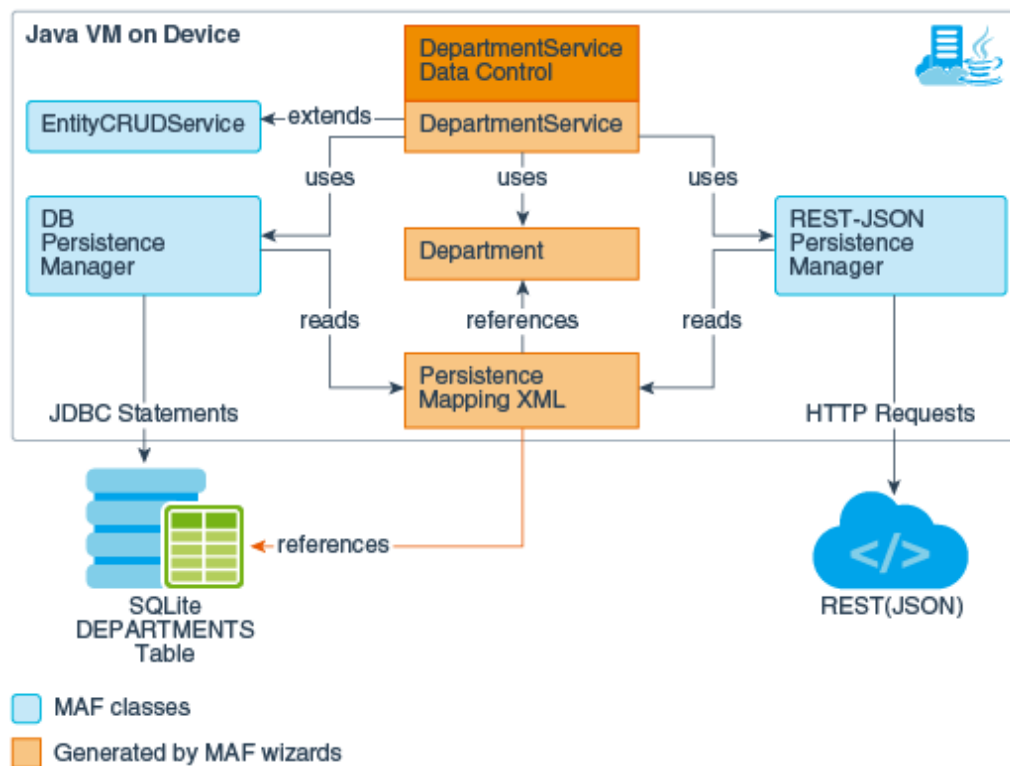 Java VM on Device
DepartmentService
Data Control
EntityCRUDService
extends
DepartmentService
uses
uses
uses
DB
Persistence
Manager
Department
REST-JSON
Persistence
Manager
reads
references
reads
Persistence
Mapping XML
JDBC Statements
HTTP Requests
references
</>
SQLite
DEPARTMENTS
Table
REST(JSON)
MAF classes
Generated by MAF wizards